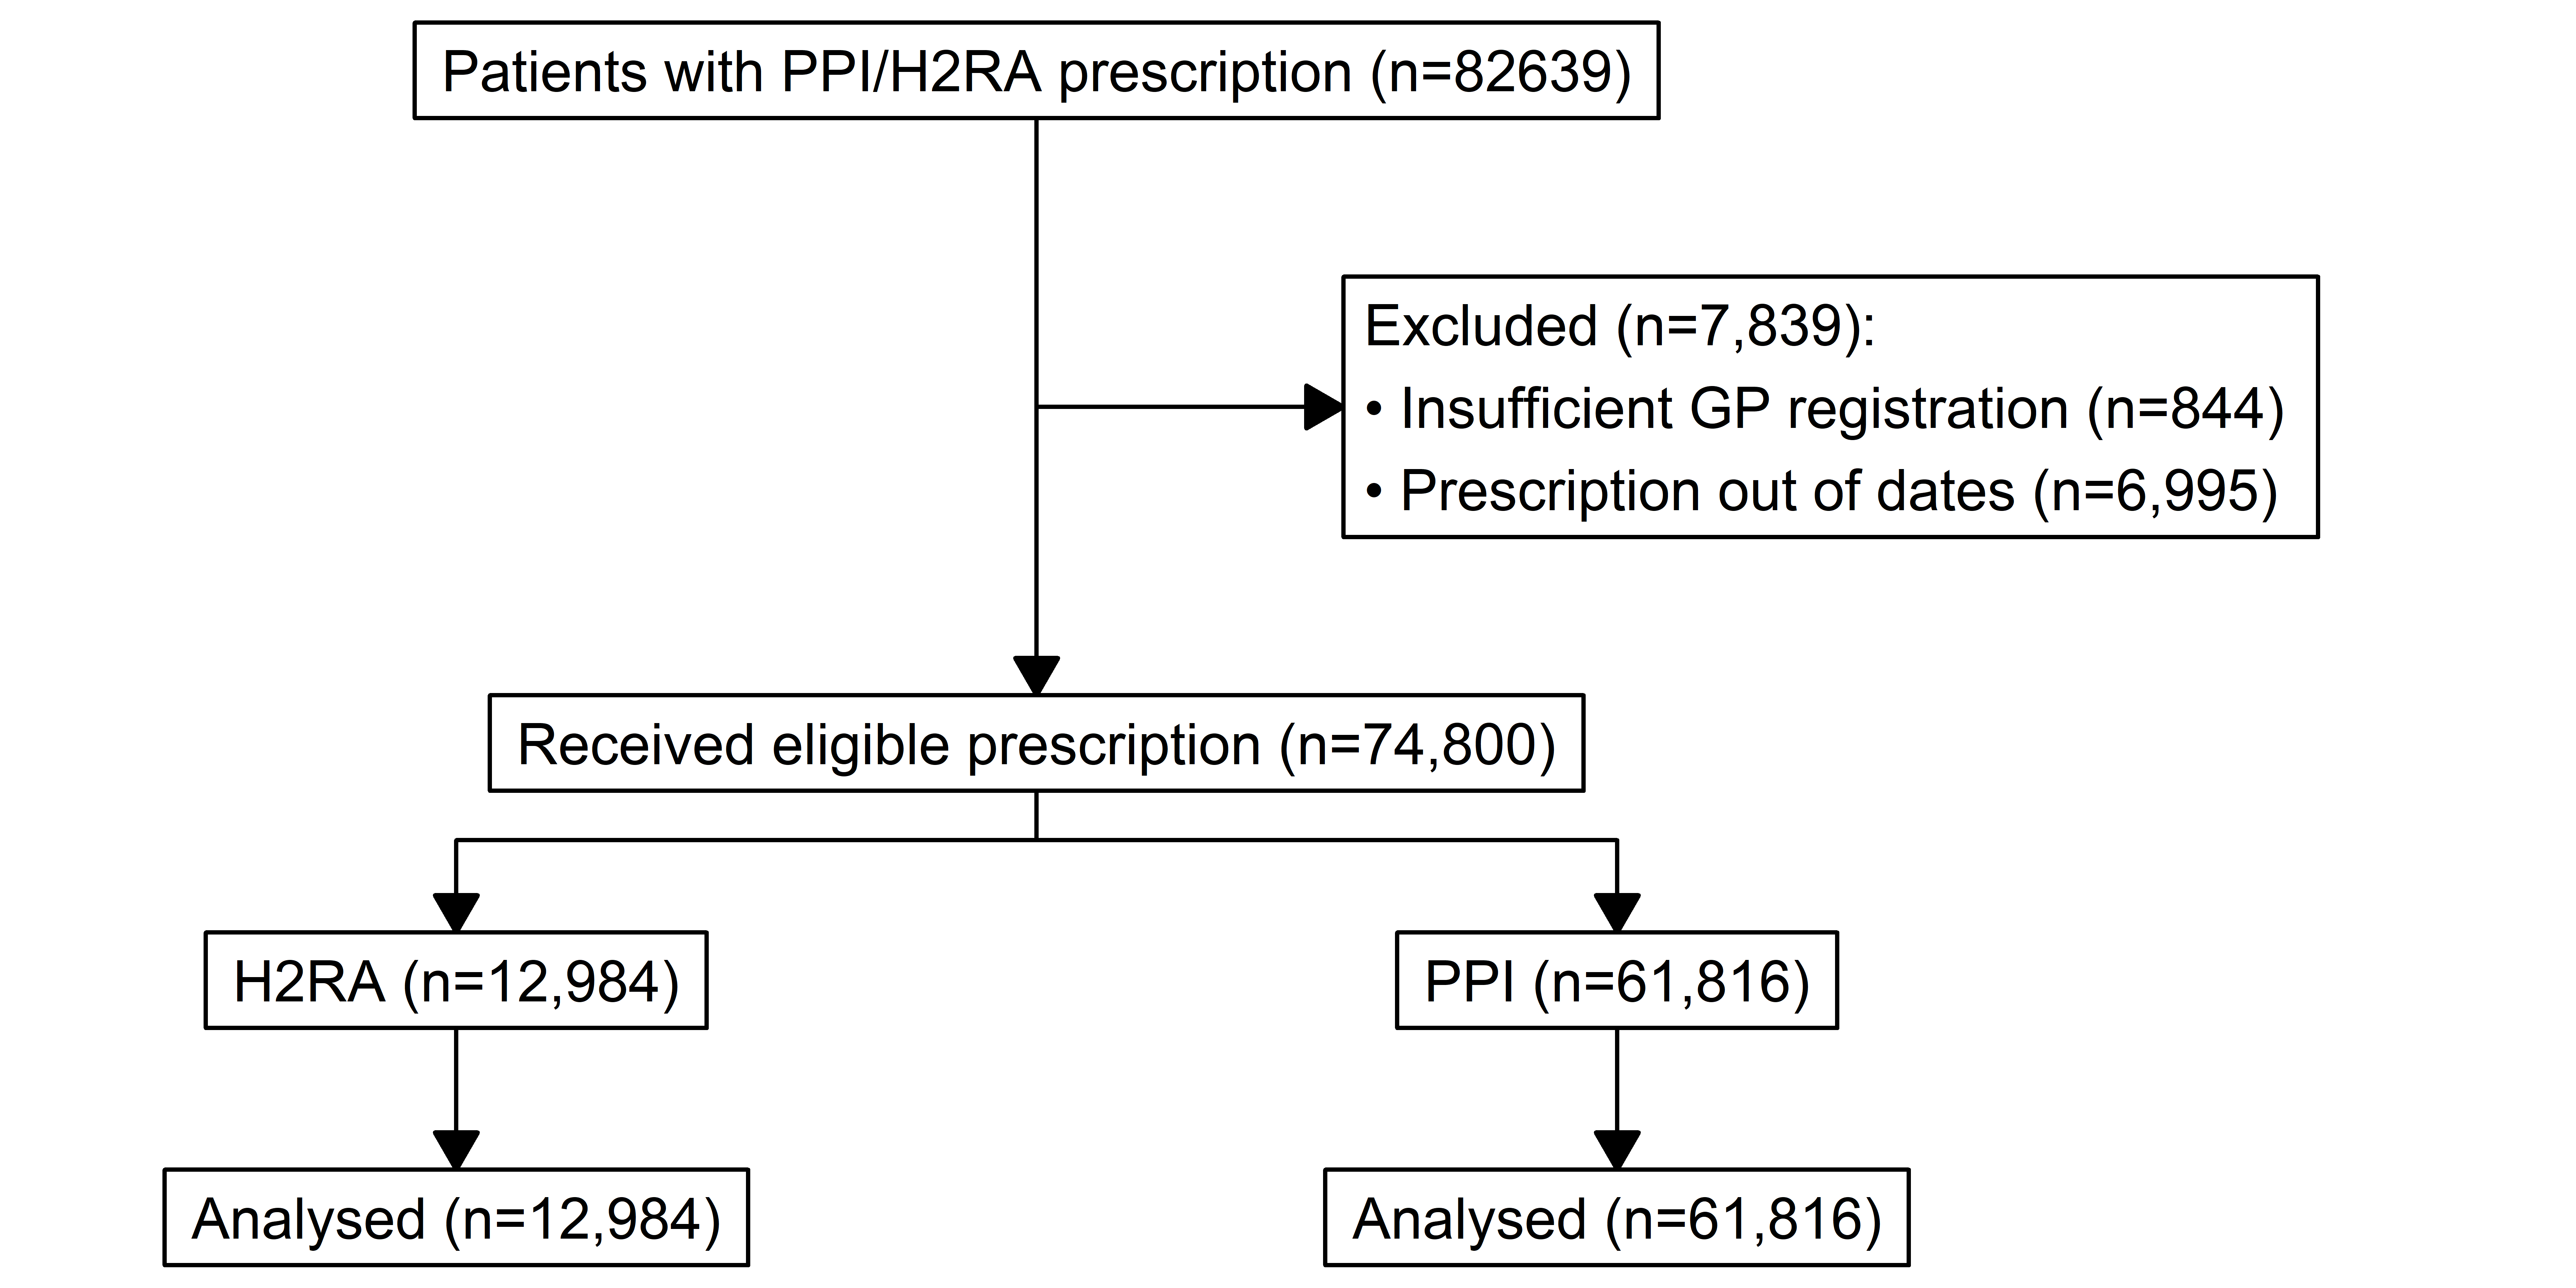 Patients with PPI/H2RA prescription (n=82639)
Excluded (n=7,839):
• Insufficient GP registration (n=844)
• Prescription out of dates (n=6,995)
Received eligible prescription (n=74,800)
H2RA (n=12,984)
PPI (n=61,816)
Analysed (n=12,984)
Analysed (n=61,816)